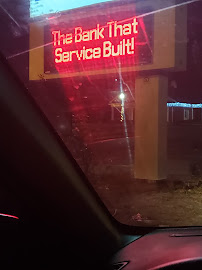 The Bank That
Service Built!